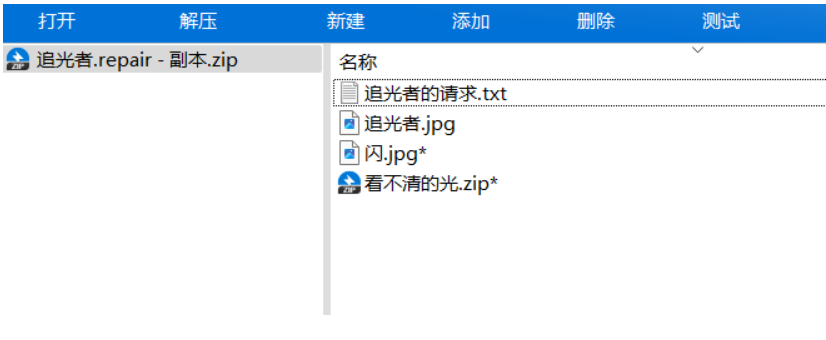 打开 解压 新建 添加 删除 测试
追光者.repair - 副本.zip
名称
追光者的请求.txt
追光者.jpg
闪.jpg*
看不清的光.zip*